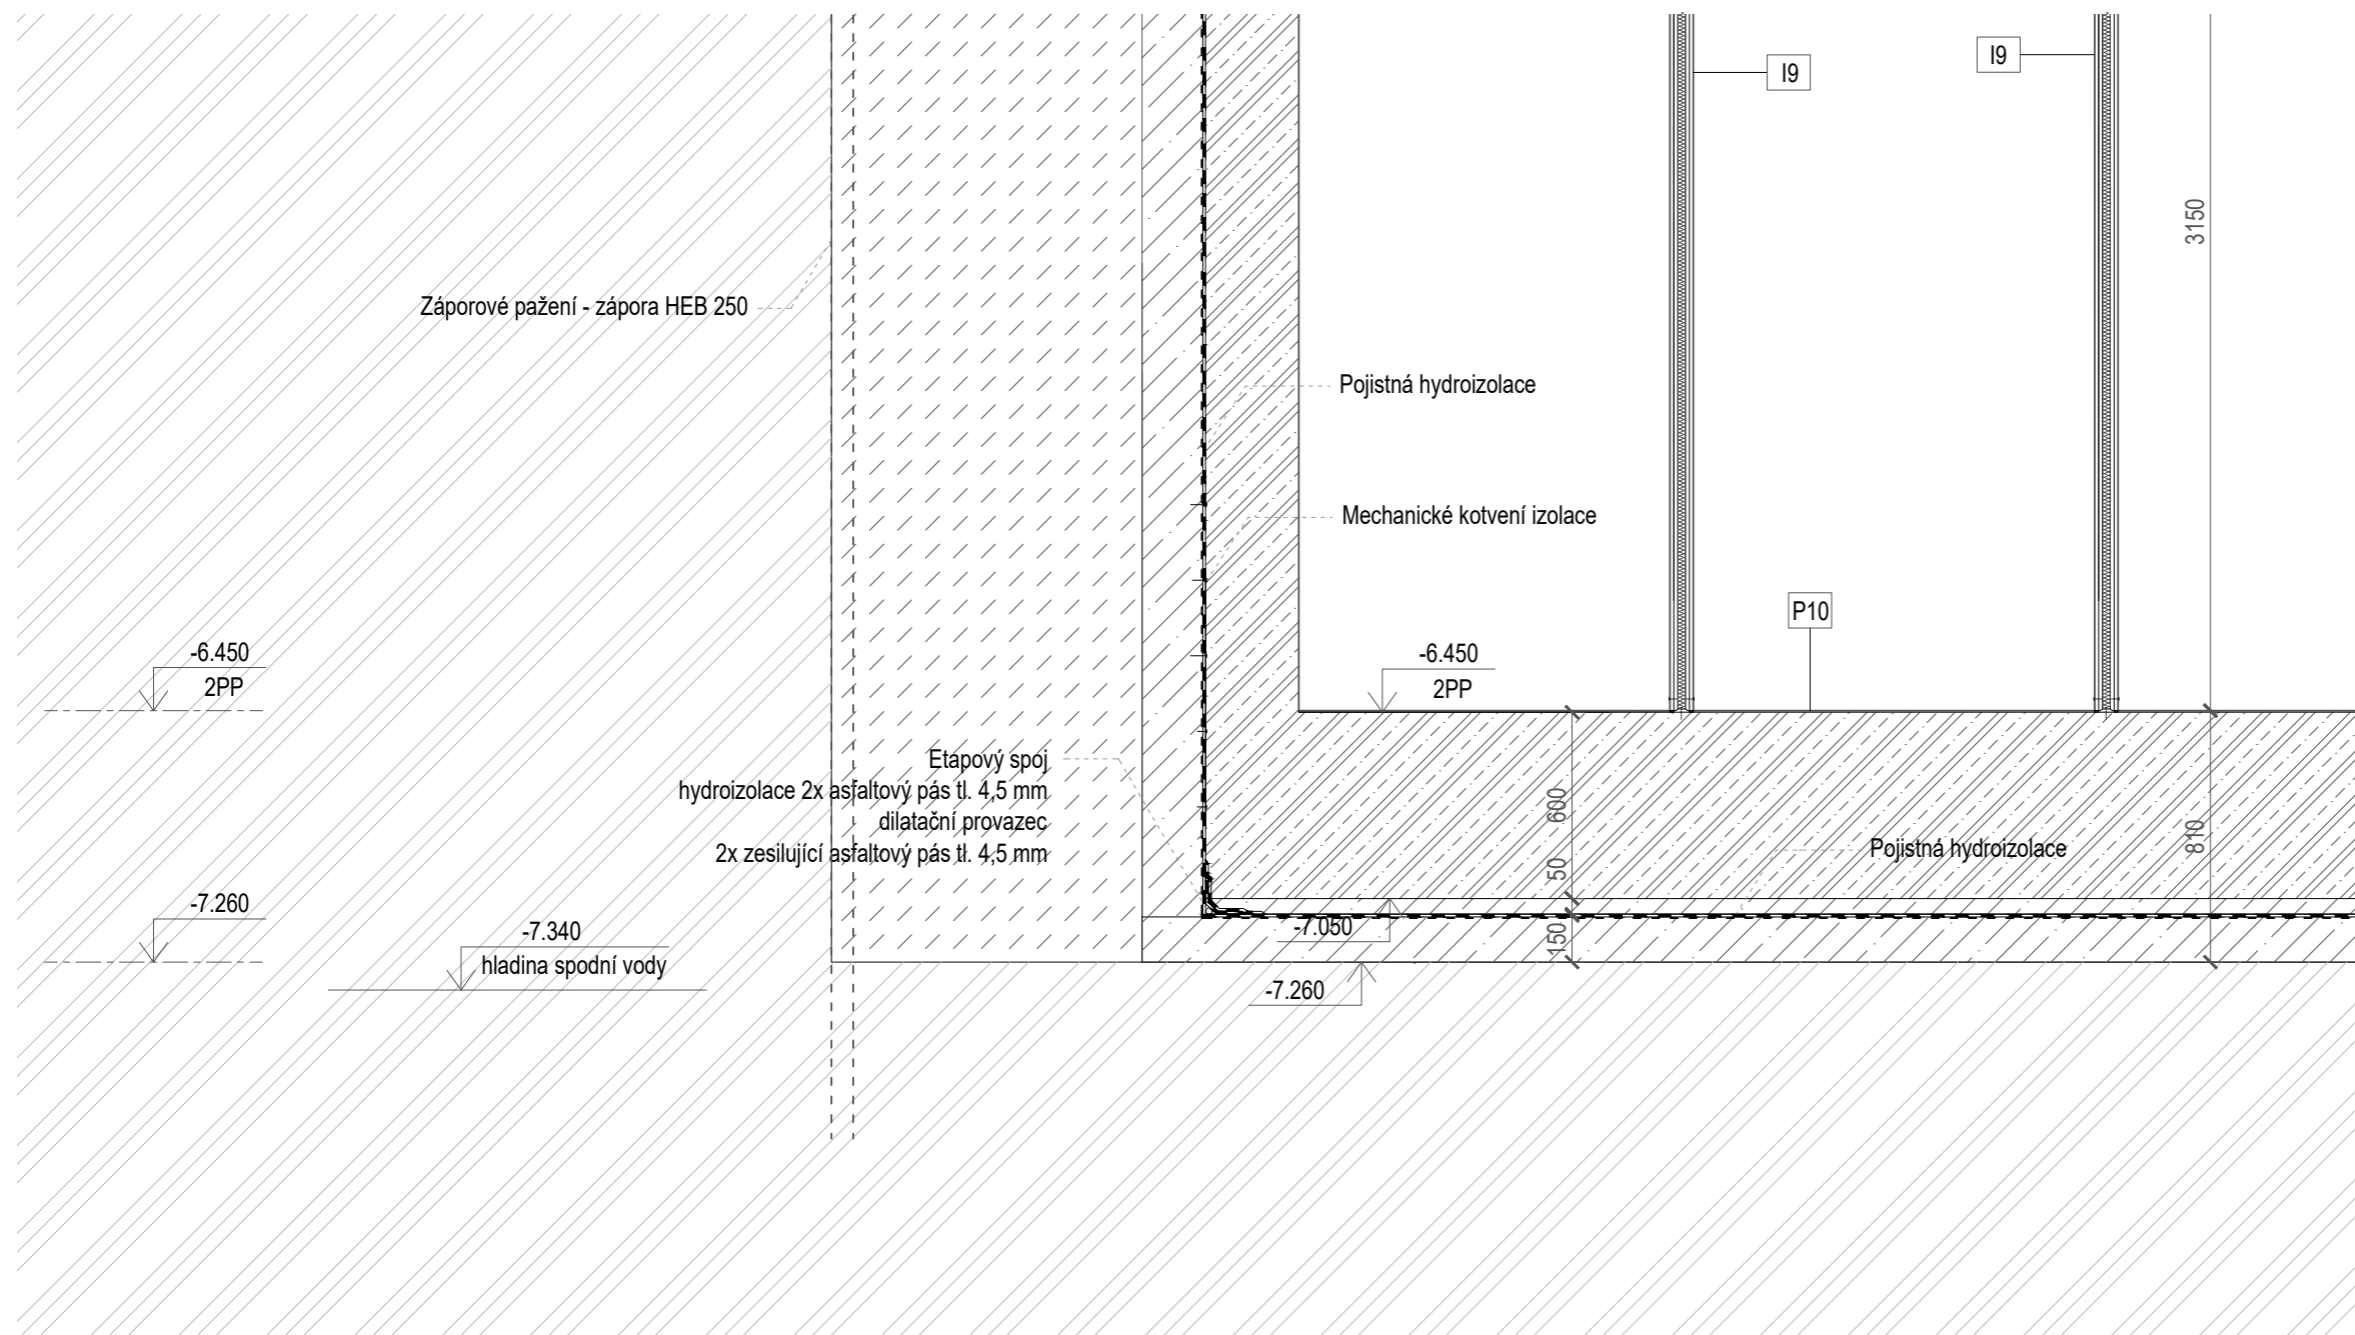 I9
I9
3150
Záporové pažení - zápora HEB 250
Pojistná hydroizolace
Mechanické kotvení izolace
P10
-6.450
2PP
-6.450
2PP
Etapový spoj
hydroizolace 2x asfaltový pás tl. 4,5 mm
dilatační provazec
2x zesilující asfaltový pás tl. 4,5 mm
600
50
150
810
Pojistná hydroizolace
-7.260
-7.340
hladina spodní vody
-7.050
-7.260